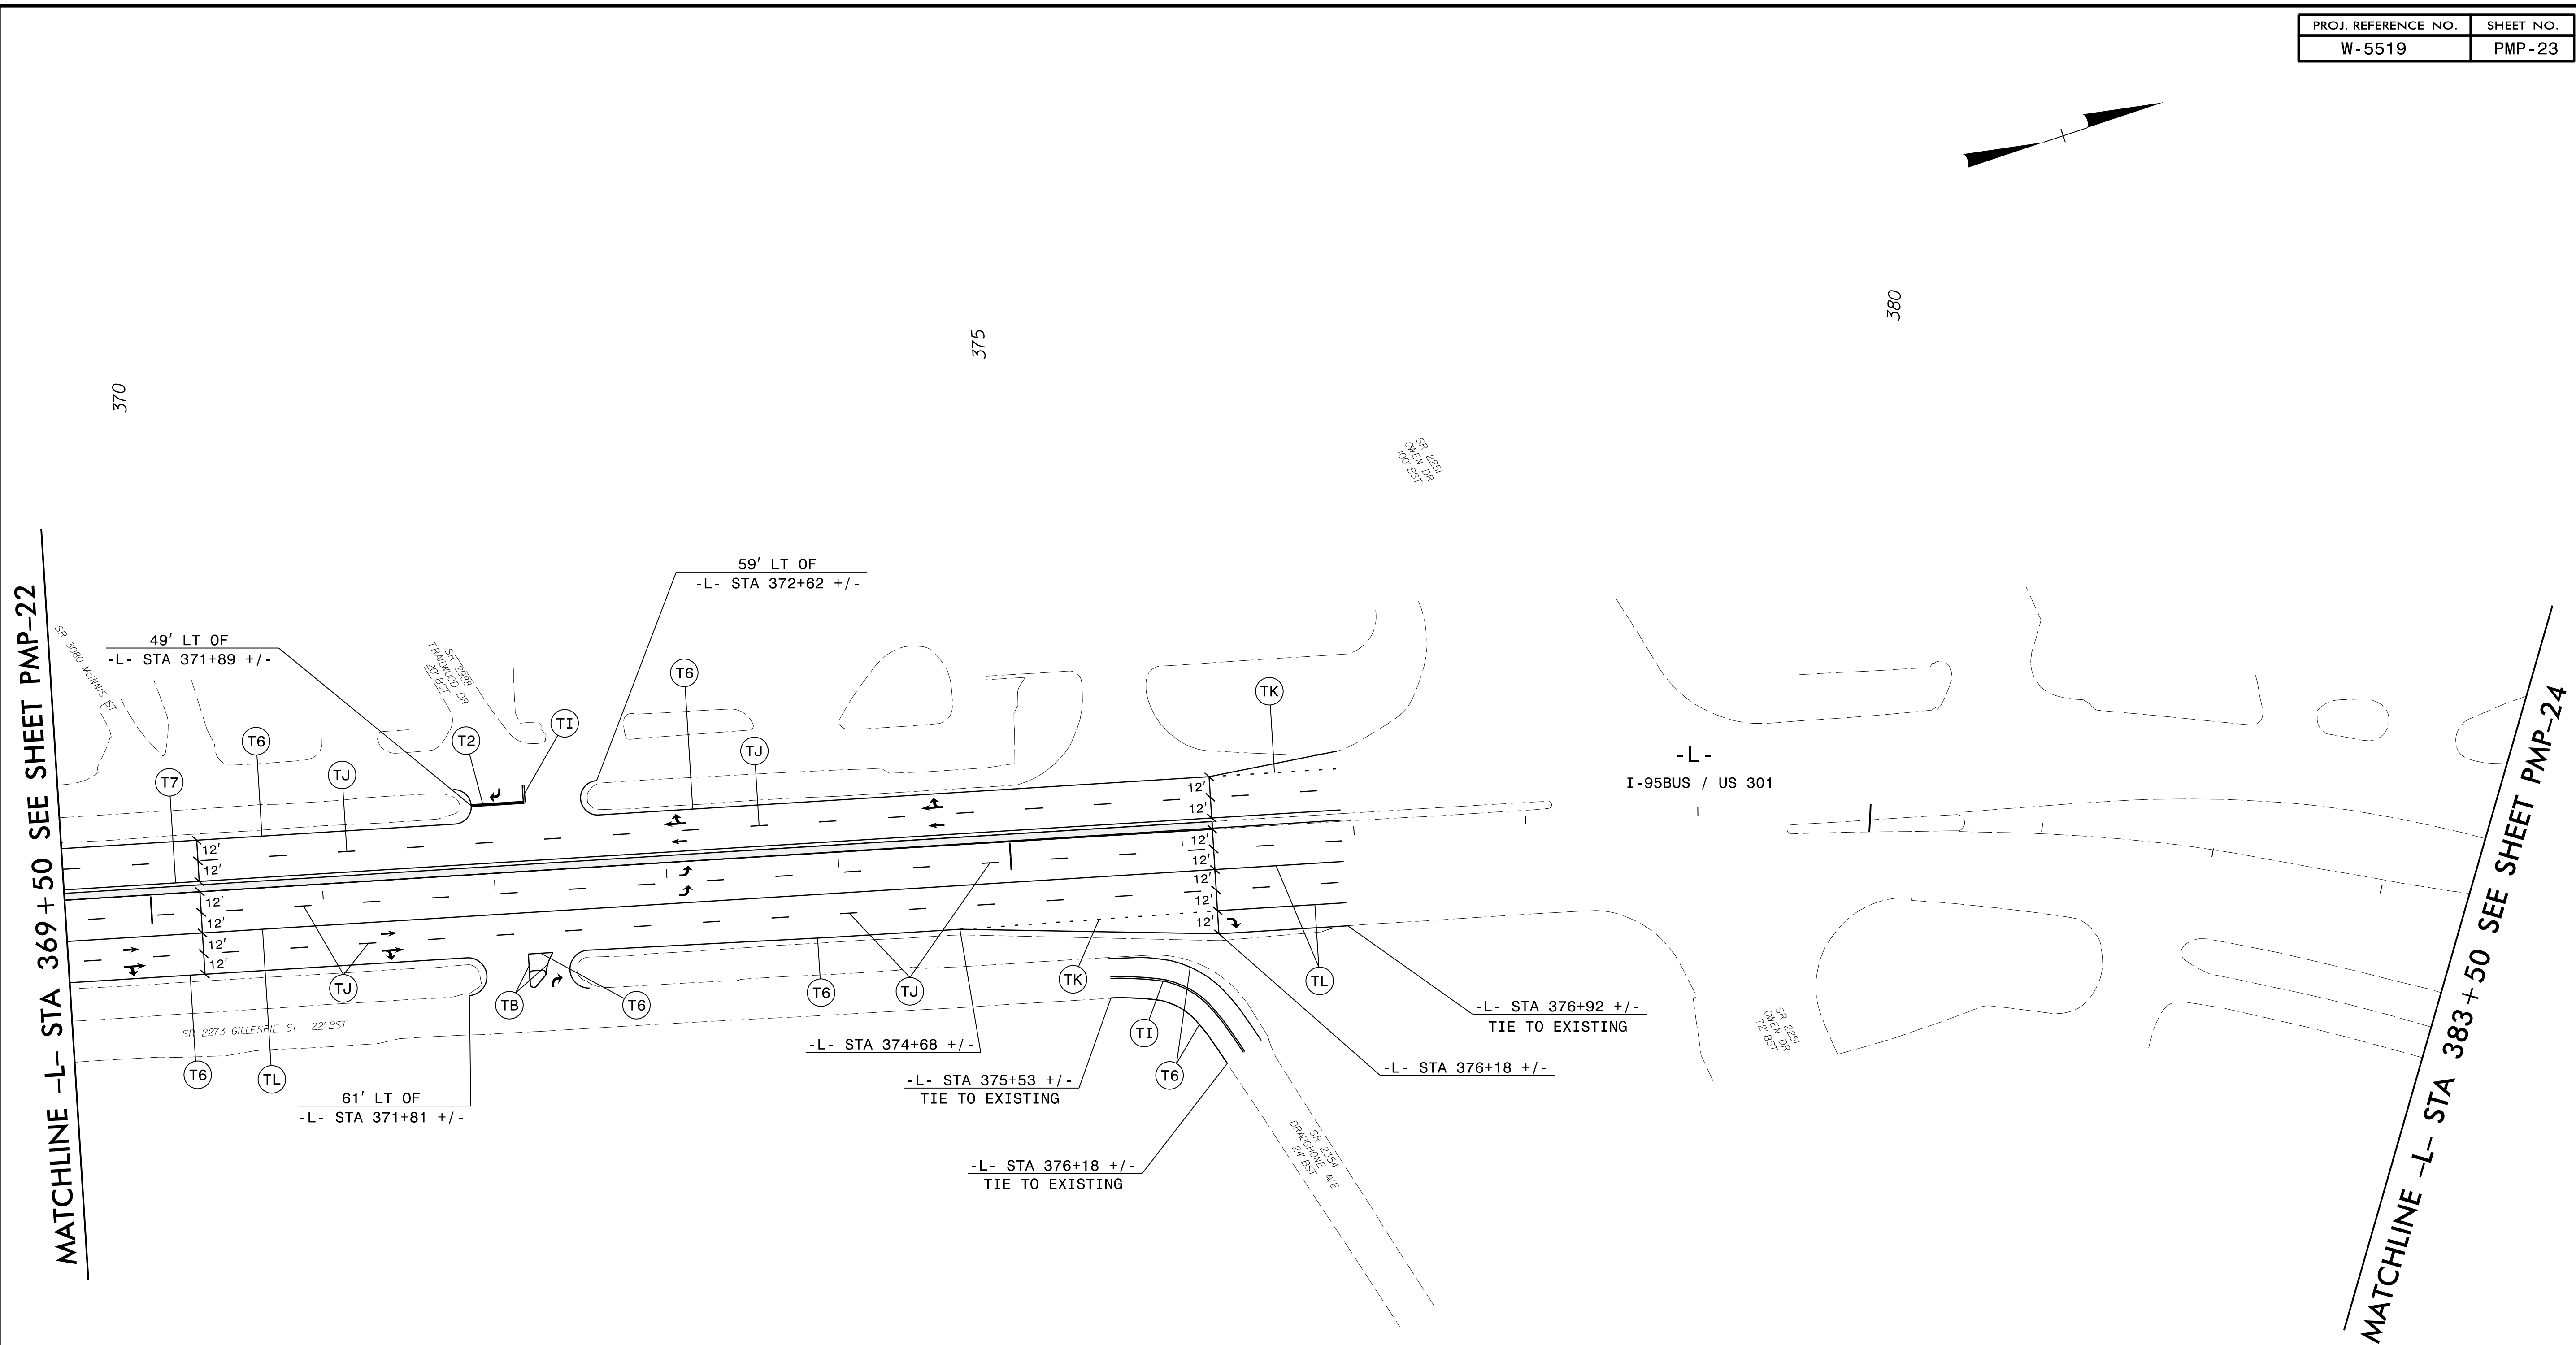 PROJ. REFERENCE NO. SHEET NO.
W-5519 PMP-23
370
375
380
SR 2251
OWEN DR
100' BST
59' LT OF
-L- STA 372+62 +/-
MATCHLINE -L- STA 369+50 SEE SHEET PMP-22
SR 3080 McINNIS ST
49' LT OF
-L- STA 371+89 +/-
SR 2988
TRAILWOOD DR
20' BST
T6
TK
T6
T2
TI
TJ
T7
TJ
-L-
I-95BUS / US 301
12'
12'
12'
12'
12'
12'
12'
12'
12'
12'
12'
12'
TJ
TB
T6
T6
TJ
TK
TL
SR 2273 GILLESPIE ST 22' BST
-L- STA 376+92 +/-
TIE TO EXISTING
-L- STA 374+68 +/-
TI
T6
T6
TL
-L- STA 375+53 +/-
TIE TO EXISTING
-L- STA 376+18 +/-
61' LT OF
-L- STA 371+81 +/-
-L- STA 376+18 +/-
TIE TO EXISTING
SR 2354
DRAUGHONE AVE
24' BST
SR 2251
OWEN DR
72' BST
MATCHLINE -L- STA 383+50 SEE SHEET PMP-24